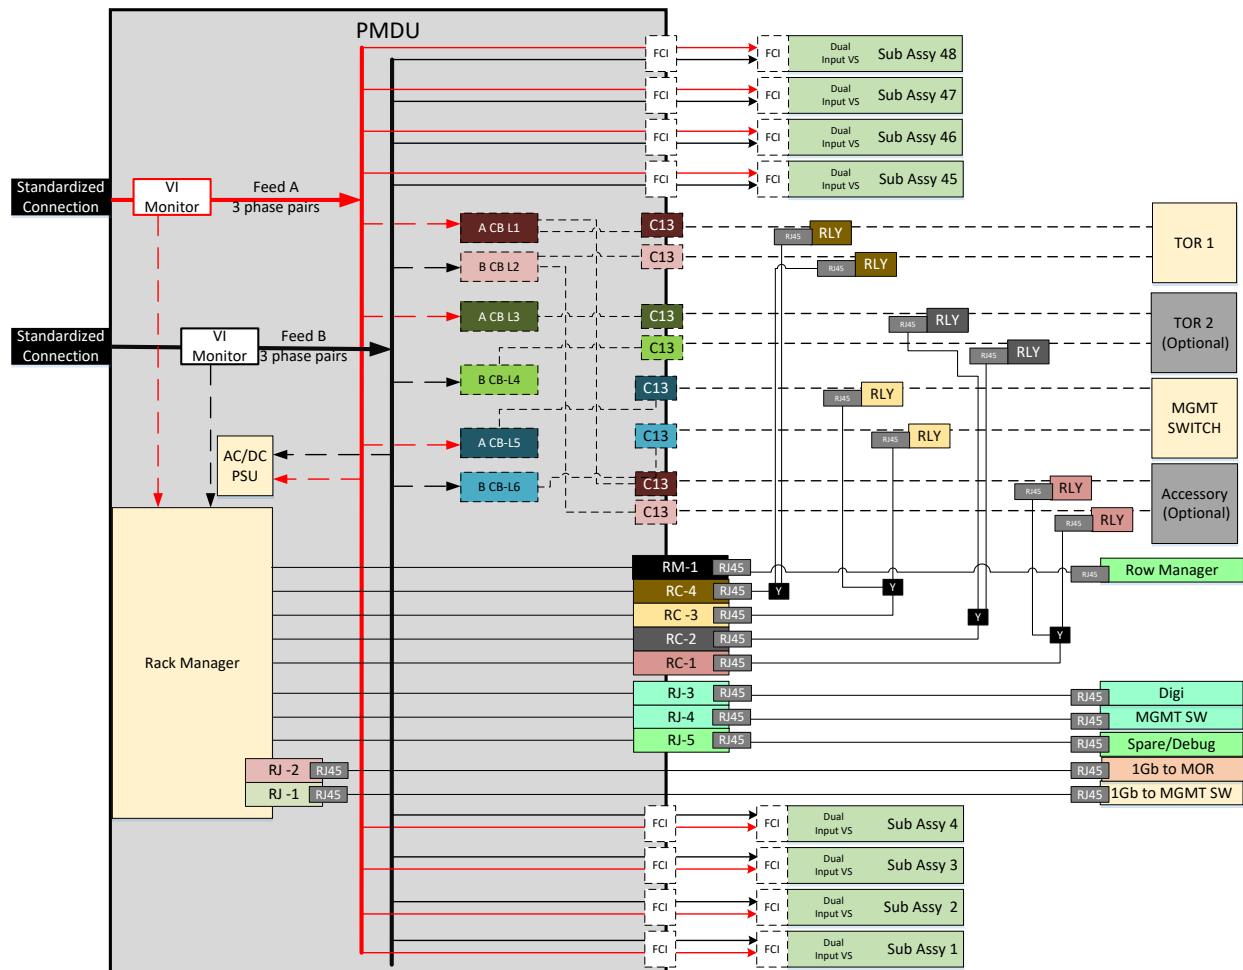 PMDU
FCI
FCI
Dual
Input VS
Sub Assy 48
FCI
FCI
Dual
Input VS
Sub Assy 47
FCI
FCI
Dual
Input VS
Sub Assy 46
FCI
FCI
Dual
Input VS
Sub Assy 45
Standardized
Connection
VI
Monitor
Feed A
3 phase pairs
A CB L1
C13
RJ45
RLY
TOR 1
B CB L2
C13
RJ45
RLY
Standardized
Connection
VI
Monitor
Feed B
3 phase pairs
A CB L3
C13
RJ45
RLY
TOR 2
(Optional)
B CB-L4
C13
RJ45
RLY
A CB-L5
C13
RJ45
RLY
MGMT
SWITCH
B CB-L6
C13
RJ45
RLY
AC/DC
PSU
C13
RJ45
RLY
Accessory
(Optional)
C13
RJ45
RLY
Rack Manager
RM-1
RJ45
RJ45
Row Manager
RC-4
RJ45
Y
Y
RC -3
RJ45
Y
RC-2
RJ45
Y
RC-1
RJ45
RJ-3
RJ45
RJ45
Digi
RJ-4
RJ45
RJ45
MGMT SW
RJ-5
RJ45
RJ45
Spare/Debug
RJ -2
RJ45
RJ45
1Gb to MOR
RJ -1
RJ45
RJ45
1Gb to MGMT SW
FCI
FCI
Dual
Input VS
Sub Assy 4
FCI
FCI
Dual
Input VS
Sub Assy 3
FCI
FCI
Dual
Input VS
Sub Assy 2
FCI
FCI
Dual
Input VS
Sub Assy 1